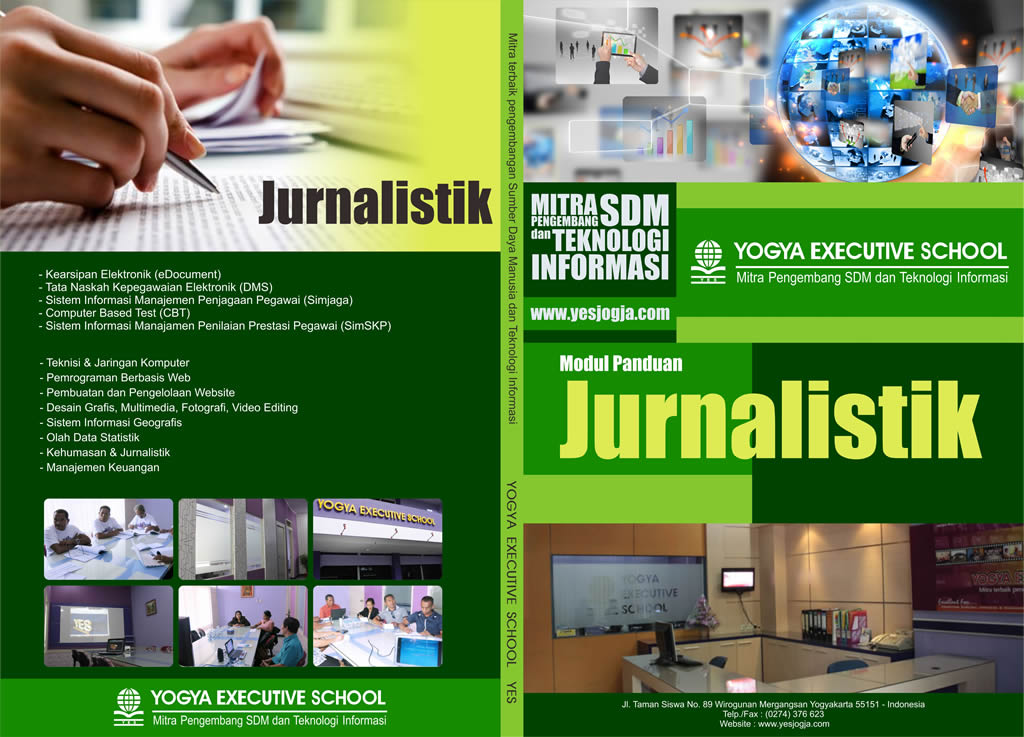 Jurnalistik
- Kearsipan Elektronik (eDocument)
- Tata Naskah Kepegawaian Elektronik (DMS)
- Sistem Informasi Manajemen Penjagaan Pegawai (Simjaga)
- Computer Based Test (CBT)
- Sistem Informasi Manajamen Penilaian Prestasi Pegawai (SimSKP)
- Teknisi & Jaringan Komputer
- Pemrograman Berbasis Web
- Pembuatan dan Pengelolaan Website
- Desain Grafis, Multimedia, Fotografi, Video Editing
- Sistem Informasi Geografis
- Olah Data Statistik
- Kehumasan & Jurnalistik
- Manajemen Keuangan
YOGYA EXECUTIVE SCHOOL
YES
YOGYA EXECUTIVE SCHOOL
Mitra Pengembang SDM dan Teknologi Informasi
Mitra terbaik pengembangan Sumber Daya Manusia dan Teknologi Informasi
YOGYA EXECUTIVE SCHOOL YES
MITRA SDM
PENGEMBANG
dan TEKNOLOGI
INFORMASI
www.yesjogja.com
YOGYA EXECUTIVE SCHOOL
Mitra Pengembang SDM dan Teknologi Informasi
Modul Panduan
Jurnalistik
YOGYA
EXECUTIVE
SCHOOL
YOGYA
Mitra terbaik
Jl. Taman Siswa No. 89 Wirogunan Mergangsan Yogyakarta 55151 - Indonesia
Telp./Fax : (0274) 376 623
Website : www.yesjogja.com